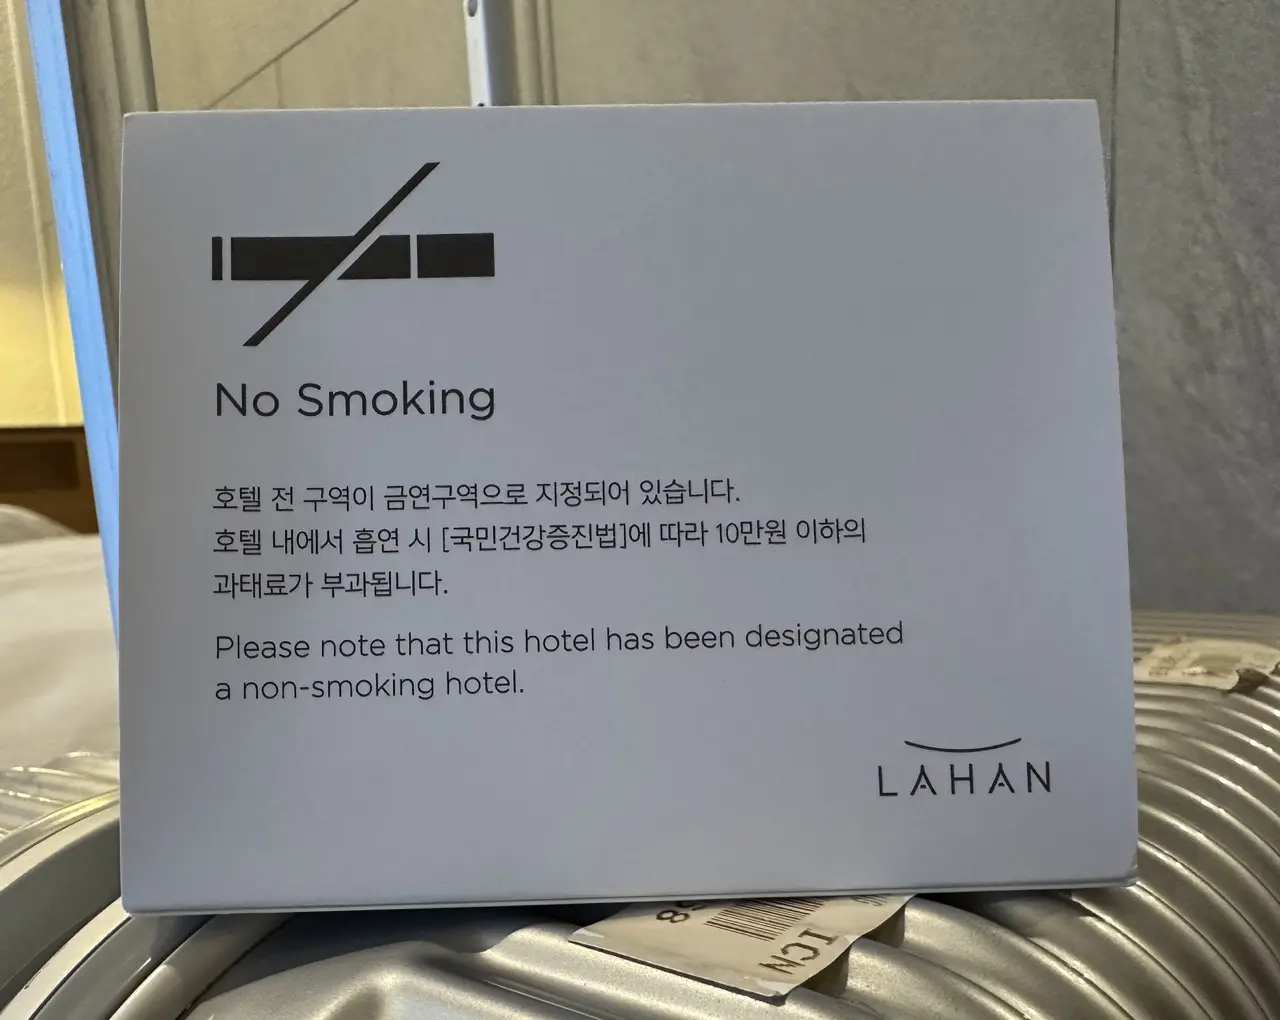 No Smoking
호텔 전 구역이 금연구역으로 지정되어 있습니다.
호텔 내에서 흡연 시 [국민건강증진법]에 따라 10만원 이하의
과태료가 부과됩니다.
Please note that this hotel has been designated
a non-smoking hotel.
LAHAN
ICN